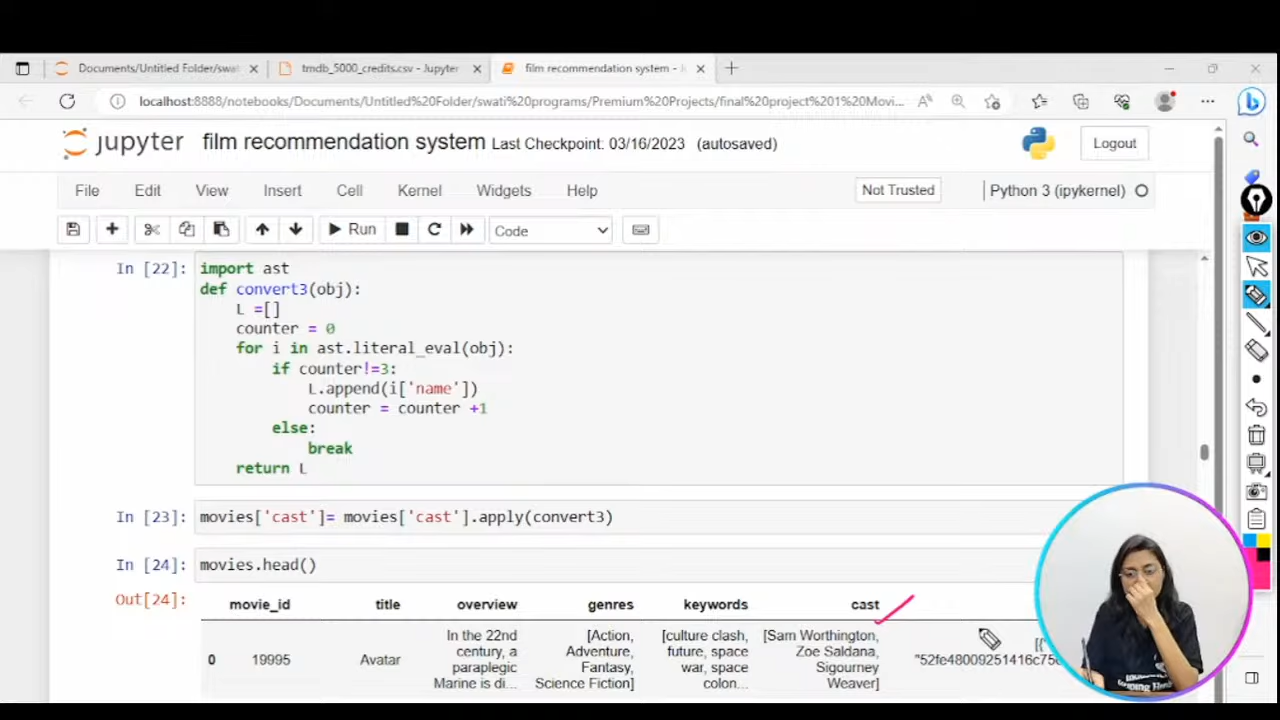 Documents/Untitled Folder/swati
tmdb_5000_credits.csv - Jupyter
film recommendation system - J
localhost:8888/notebooks/Documents/Untitled%20Folder/swati%20programs/Premium%20Projects/final%20project%201%20Movi...
jupyter film recommendation system Last Checkpoint: 03/16/2023 (autosaved)
Logout
File Edit View Insert Cell Kernel Widgets Help
Not Trusted
Python 3 (ipykernel)
Run
Code
In [22]:
import ast
def convert3(obj):
    L =[]
    counter = 0
    for i in ast.literal_eval(obj):
        if counter!=3:
            L.append(i['name'])
            counter = counter +1
        else:
            break
    return L
In [23]: movies['cast']= movies['cast'].apply(convert3)
In [24]: movies.head()
Out[24]:
movie_id title overview genres keywords cast
0 19995 Avatar
In the 22nd
century, a
paraplegic
Marine is di...
[Action,
Adventure,
Fantasy,
Science Fiction]
[culture clash,
future, space
war, space
colon...
[Sam Worthington,
Zoe Saldana,
Sigourney
Weaver]